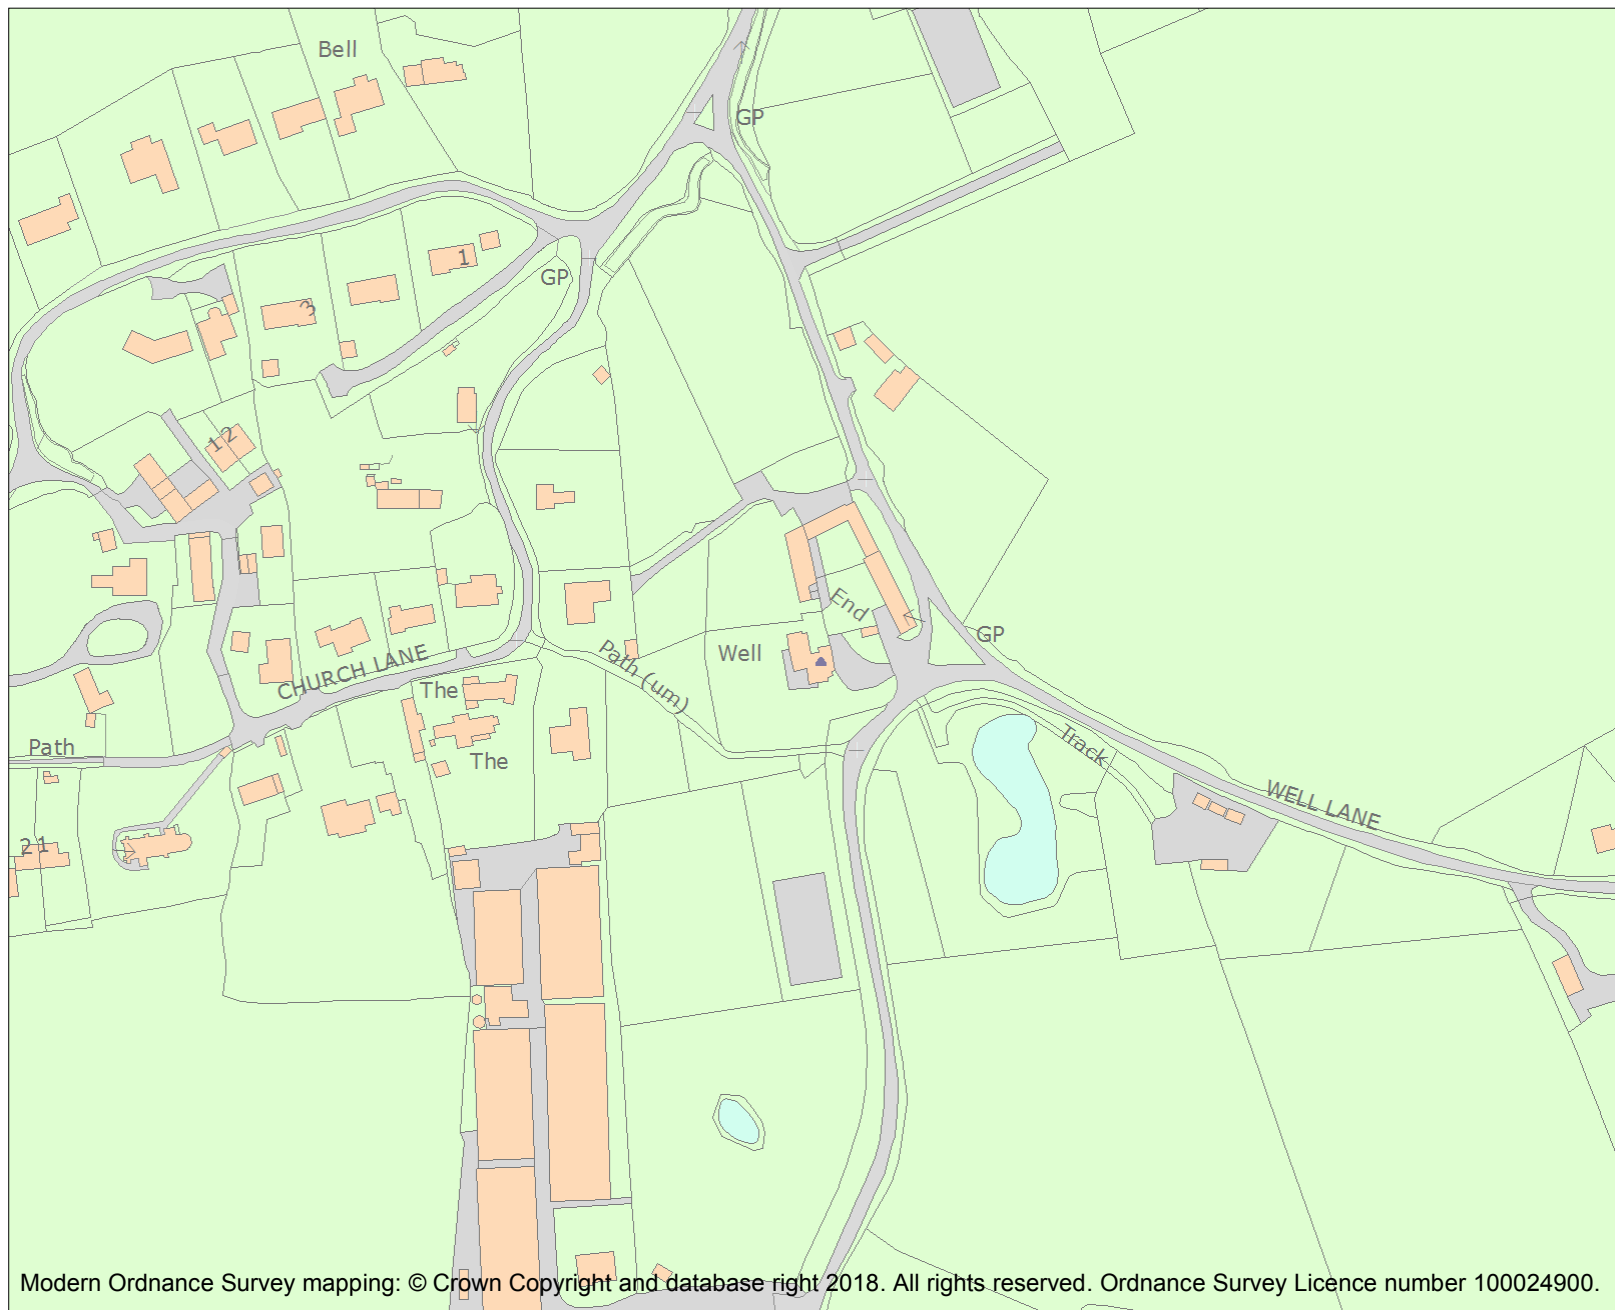 Bell
GP
1
GP
3
1 2
End
GP
Path (um)
Well
CHURCH LANE
The
The
Path
Track
WELL LANE
2 1
Modern Ordnance Survey mapping: © Crown Copyright and database right 2018. All rights reserved. Ordnance Survey Licence number 100024900.